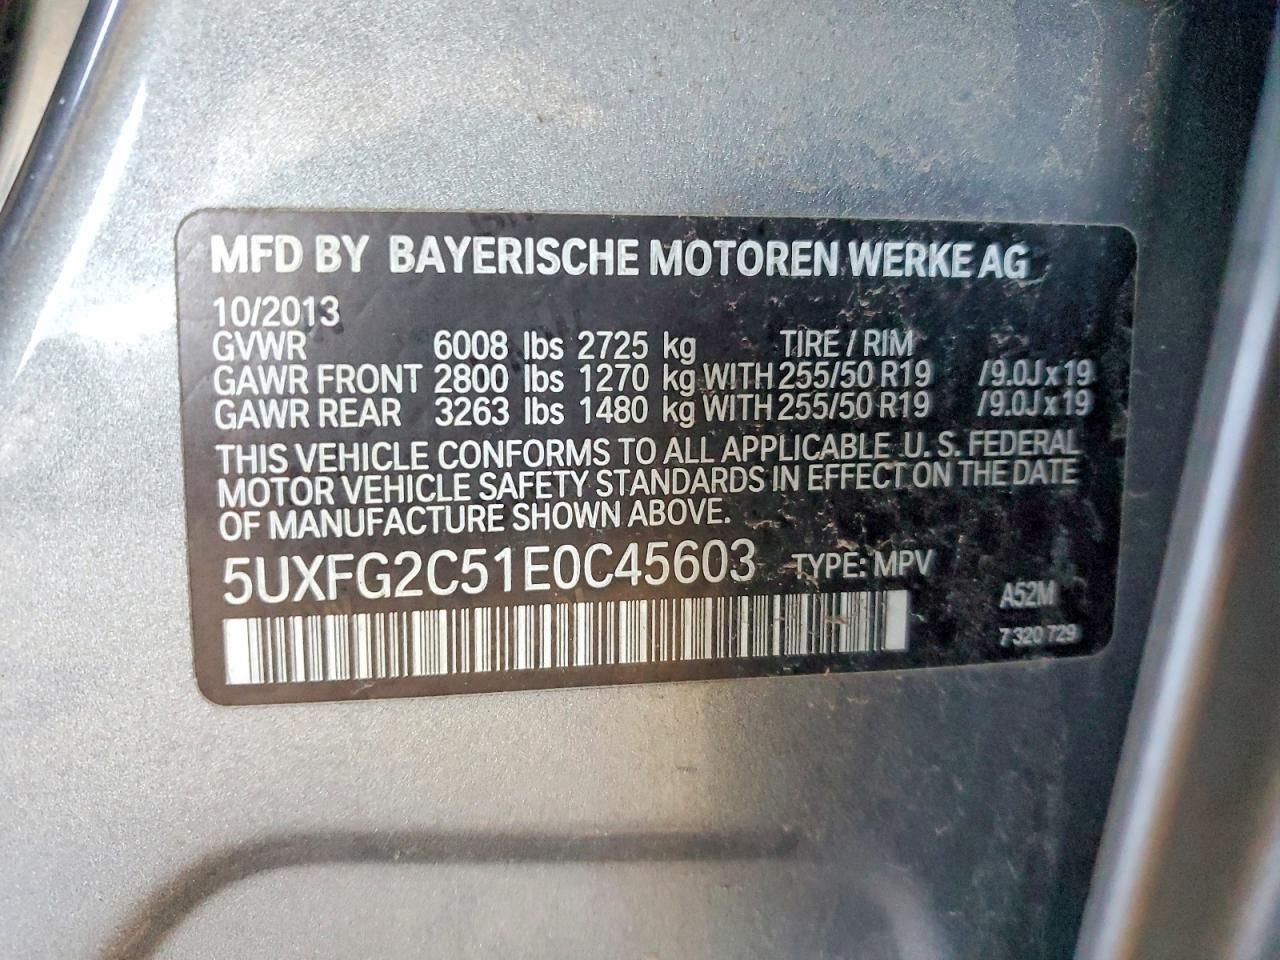 MFD BY BAYERISCHE MOTOREN WERKE AG
10/2013
GVWR 6008 lbs 2725 kg TIRE / RIM
GAWR FRONT 2800 lbs 1270 kg WITH 255/50 R19 /9.0J x 19
GAWR REAR 3263 lbs 1480 kg WITH 255/50 R19 /9.0J x 19
THIS VEHICLE CONFORMS TO ALL APPLICABLE U. S. FEDERAL
MOTOR VEHICLE SAFETY STANDARDS IN EFFECT ON THE DATE
OF MANUFACTURE SHOWN ABOVE.
5UXFG2C51E0C45603 TYPE: MPV
A52M
7 320 729